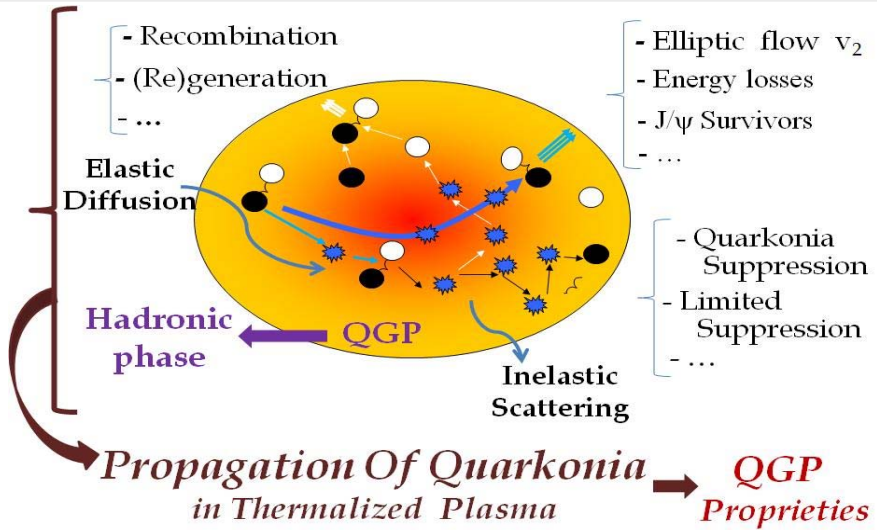 - Recombination
- (Re)generation
- ...
- Elliptic flow v₂
- Energy losses
- J/ψ Survivors
- ...
Elastic
Diffusion
- Quarkonia
Suppression
- Limited
Suppression
- ...
Hadronic
phase
QGP
Inelastic
Scattering
Propagation Of Quarkonia
in Thermalized Plasma
QGP
Proprieties